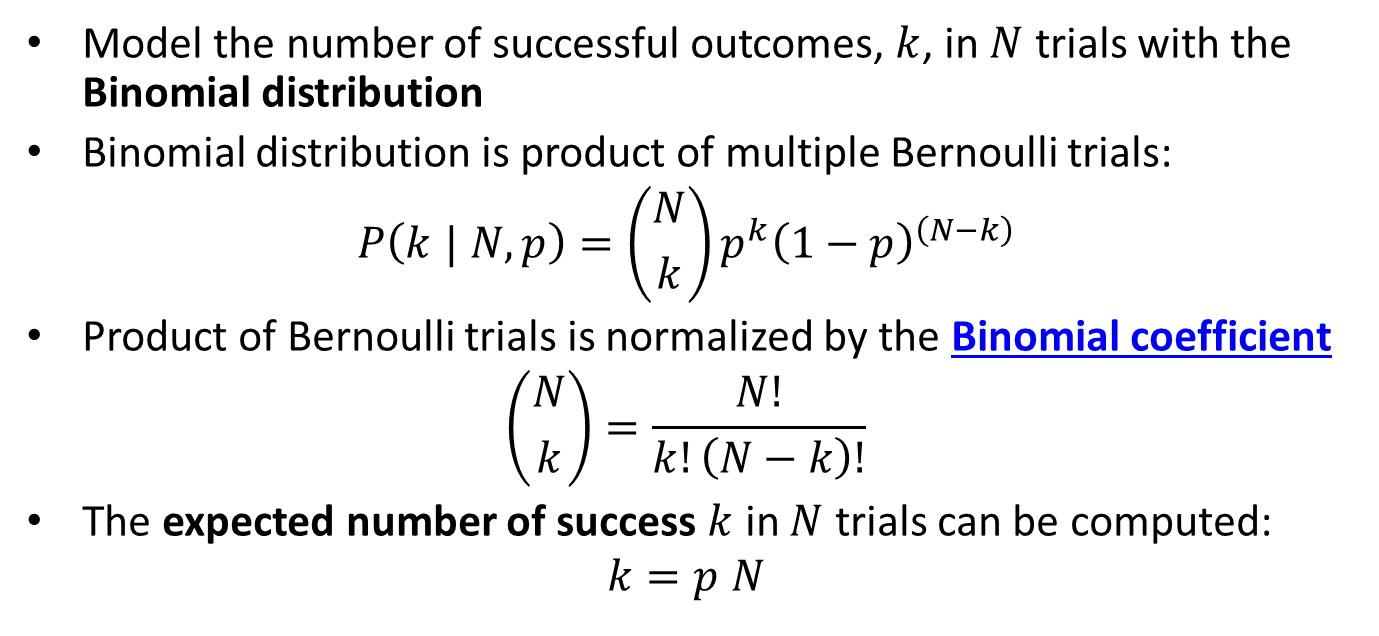 • Model the number of successful outcomes, k, in N trials with the
Binomial distribution
• Binomial distribution is product of multiple Bernoulli trials:
P(k | N, p) = (N k) p^k (1 − p)^(N−k)
• Product of Bernoulli trials is normalized by the Binomial coefficient
(N k) = N! / k! (N − k)!
• The expected number of success k in N trials can be computed:
k = p N